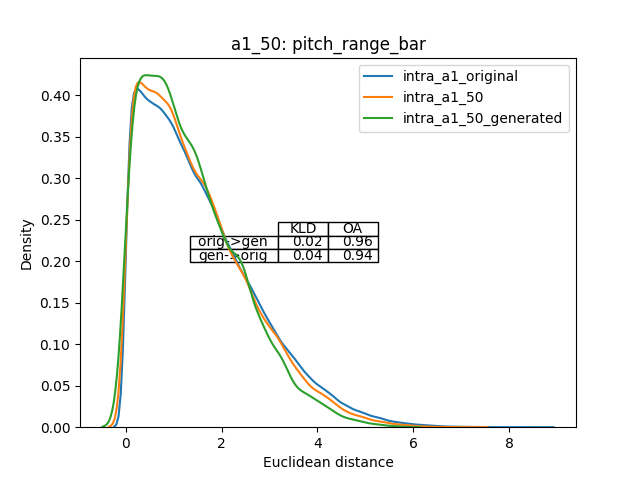 a1_50: pitch_range_bar
intra_a1_original
intra_a1_50
intra_a1_50_generated
0.40
0.35
0.30
0.25
0.20
0.15
0.10
0.05
0.00
Density
KLD OA
orig->gen 0.02 0.96
gen->orig 0.04 0.94
0 2 4 6 8
Euclidean distance